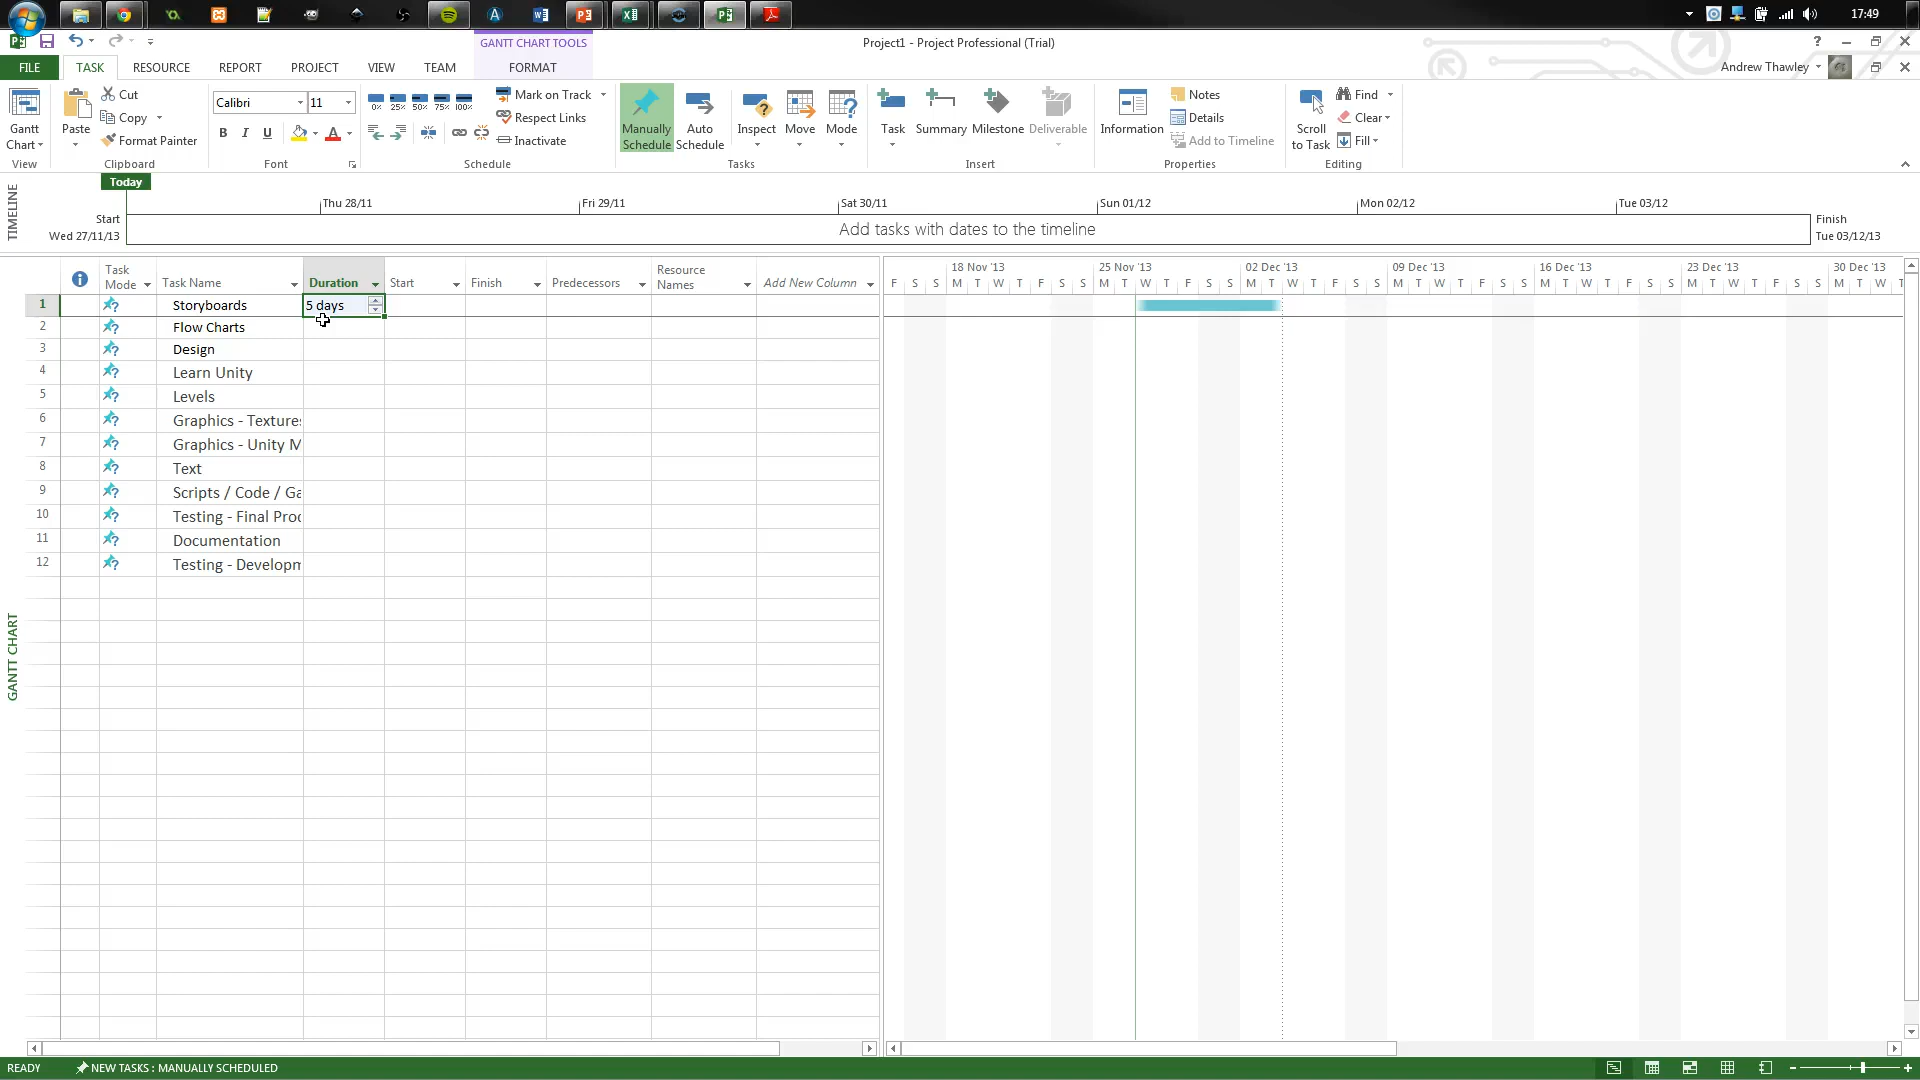 17:49
GANTT CHART TOOLS
Project1 - Project Professional (Trial)
FILE TASK RESOURCE REPORT PROJECT VIEW TEAM FORMAT
Andrew Thawley
Gantt Chart
View
Paste
Cut
Copy
Format Painter
Clipboard
Calibri 11
B I U A
Font
0% 25% 50% 75% 100%
Mark on Track
Respect Links
Inactivate
Schedule
Manually Schedule
Auto Schedule
Inspect
Move
Mode
Tasks
Task
Summary
Milestone
Deliverable
Insert
Information
Notes
Details
Add to Timeline
Properties
Scroll to Task
Find
Clear
Fill
Editing
TIMELINE
Today
Start
Wed 27/11/13
Thu 28/11 Fri 29/11 Sat 30/11 Sun 01/12 Mon 02/12 Tue 03/12
Add tasks with dates to the timeline
Finish
Tue 03/12/13
Task Mode Task Name Duration Start Finish Predecessors Resource Names Add New Column
18 Nov '13 25 Nov '13 02 Dec '13 09 Dec '13 16 Dec '13 23 Dec '13 30 Dec '13
F S S M T W T F S S M T W T F S S M T W T F S S M T W T F S S M T W T F S S M T W T F S S M T W
1 Storyboards 5 days
2 Flow Charts
3 Design
4 Learn Unity
5 Levels
6 Graphics - Textures
7 Graphics - Unity M
8 Text
9 Scripts / Code / Ga
10 Testing - Final Proc
11 Documentation
12 Testing - Developm
GANTT CHART
READY NEW TASKS : MANUALLY SCHEDULED